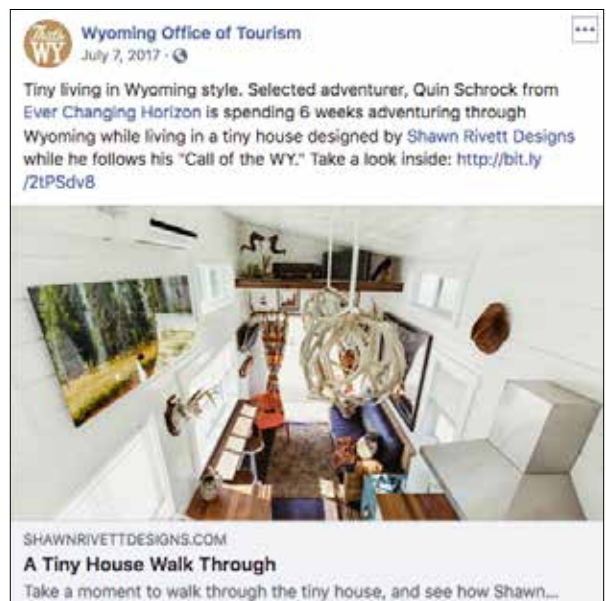 That's
WY
Wyoming Office of Tourism
July 7, 2017 ·
Tiny living in Wyoming style. Selected adventurer, Quin Schrock from
Ever Changing Horizon is spending 6 weeks adventuring through
Wyoming while living in a tiny house designed by Shawn Rivett Designs
while he follows his "Call of the WY." Take a look inside: http://bit.ly
/2tPSdv8
SHAWNRIVETTDESIGNS.COM
A Tiny House Walk Through
Take a moment to walk through the tiny house, and see how Shawn...